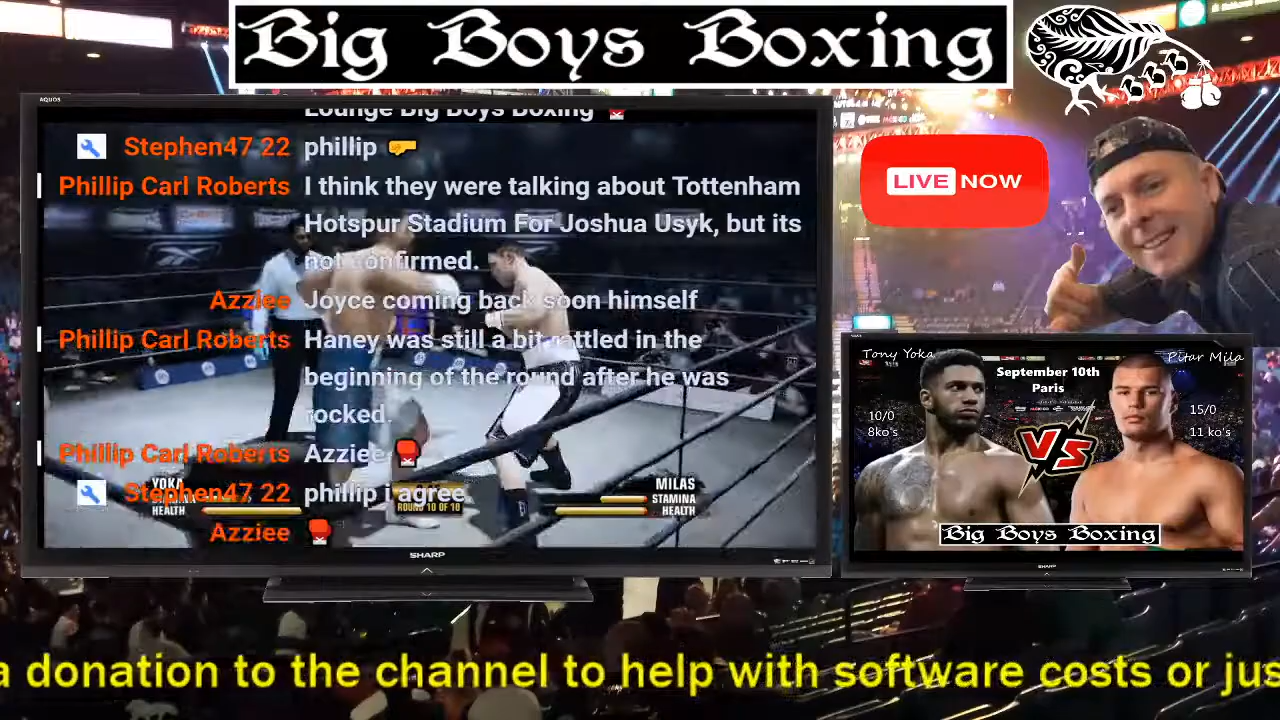 Big Boys Boxing
BBB
AQUOS
Lounge Big Boys Boxing
Stephen47 22 phillip
Phillip Carl Roberts I think they were talking about Tottenham
Hotspur Stadium For Joshua Usyk, but its
not confirmed.
Azziee Joyce coming back soon himself
Phillip Carl Roberts Haney was still a bit rattled in the
beginning of the round after he was
rocked.
Phillip Carl Roberts Azziee
Stephen47 22 phillip i agree
Azziee
YOKA
HEALTH
ROUND 10 OF 10
MILAS
STAMINA
HEALTH
SHARP
LIVE NOW
Tony Yoka
Pitar Mila
September 10th
Paris
10/0
8ko's
15/0
11 ko's
VS
Big Boys Boxing
SHARP
a donation to the channel to help with software costs or jus